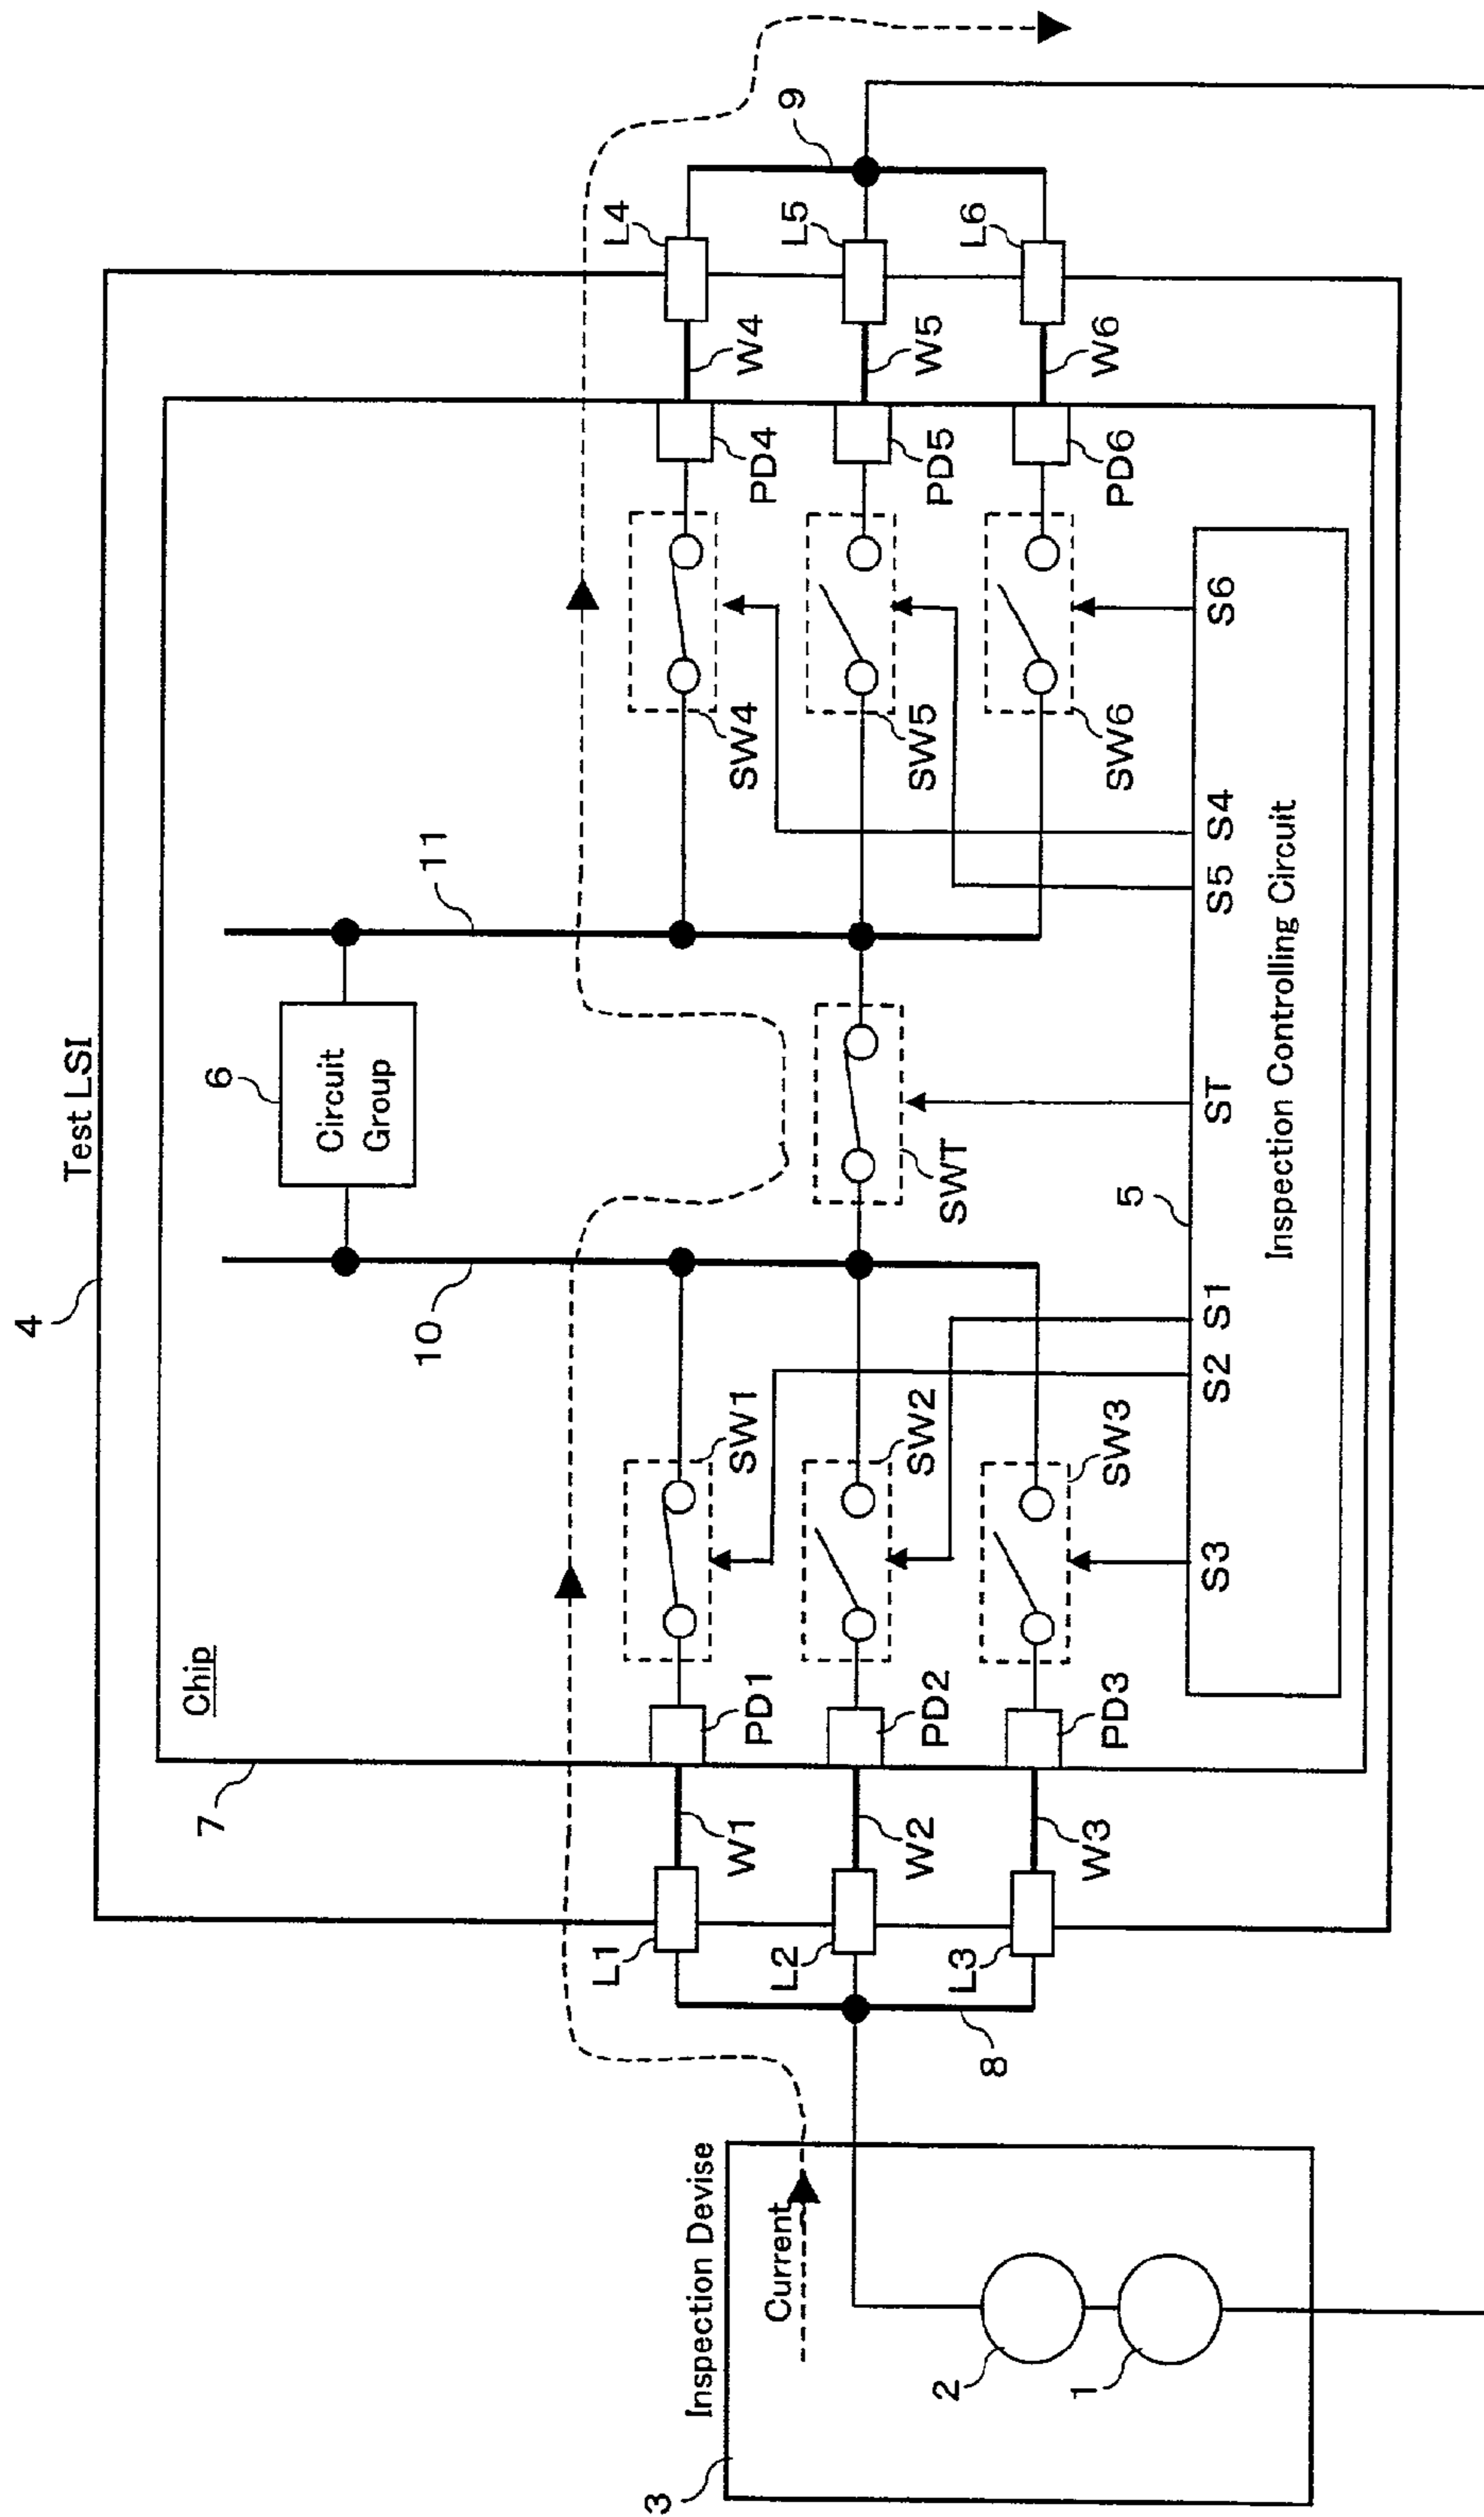 4
Test LSI
7
Chip
6
Circuit
Group
10
11
Inspection Devise
3
Current
2
1
8
9
L1
L2
L3
W1
W2
W3
PD1
PD2
PD3
SW1
SW2
SW3
SWT
SW4
SW5
SW6
PD4
PD5
PD6
W4
W5
W6
L4
L5
L6
5
S3
S2
S1
ST
S5
S4
S6
Inspection Controlling Circuit